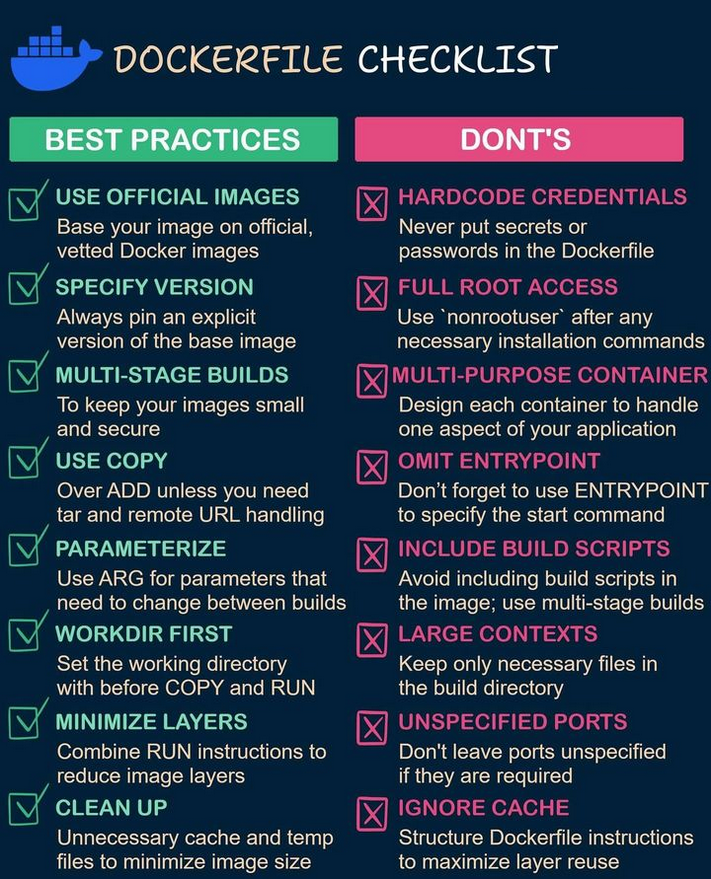 DOCKERFILE CHECKLIST
BEST PRACTICES
USE OFFICIAL IMAGES
Base your image on official,
vetted Docker images
SPECIFY VERSION
Always pin an explicit
version of the base image
MULTI-STAGE BUILDS
To keep your images small
and secure
USE COPY
Over ADD unless you need
tar and remote URL handling
PARAMETERIZE
Use ARG for parameters that
need to change between builds
WORKDIR FIRST
Set the working directory
with before COPY and RUN
MINIMIZE LAYERS
Combine RUN instructions to
reduce image layers
CLEAN UP
Unnecessary cache and temp
files to minimize image size
DONT'S
HARDCODE CREDENTIALS
Never put secrets or
passwords in the Dockerfile
FULL ROOT ACCESS
Use `nonrootuser` after any
necessary installation commands
MULTI-PURPOSE CONTAINER
Design each container to handle
one aspect of your application
OMIT ENTRYPOINT
Don’t forget to use ENTRYPOINT
to specify the start command
INCLUDE BUILD SCRIPTS
Avoid including build scripts in
the image; use multi-stage builds
LARGE CONTEXTS
Keep only necessary files in
the build directory
UNSPECIFIED PORTS
Don't leave ports unspecified
if they are required
IGNORE CACHE
Structure Dockerfile instructions
to maximize layer reuse